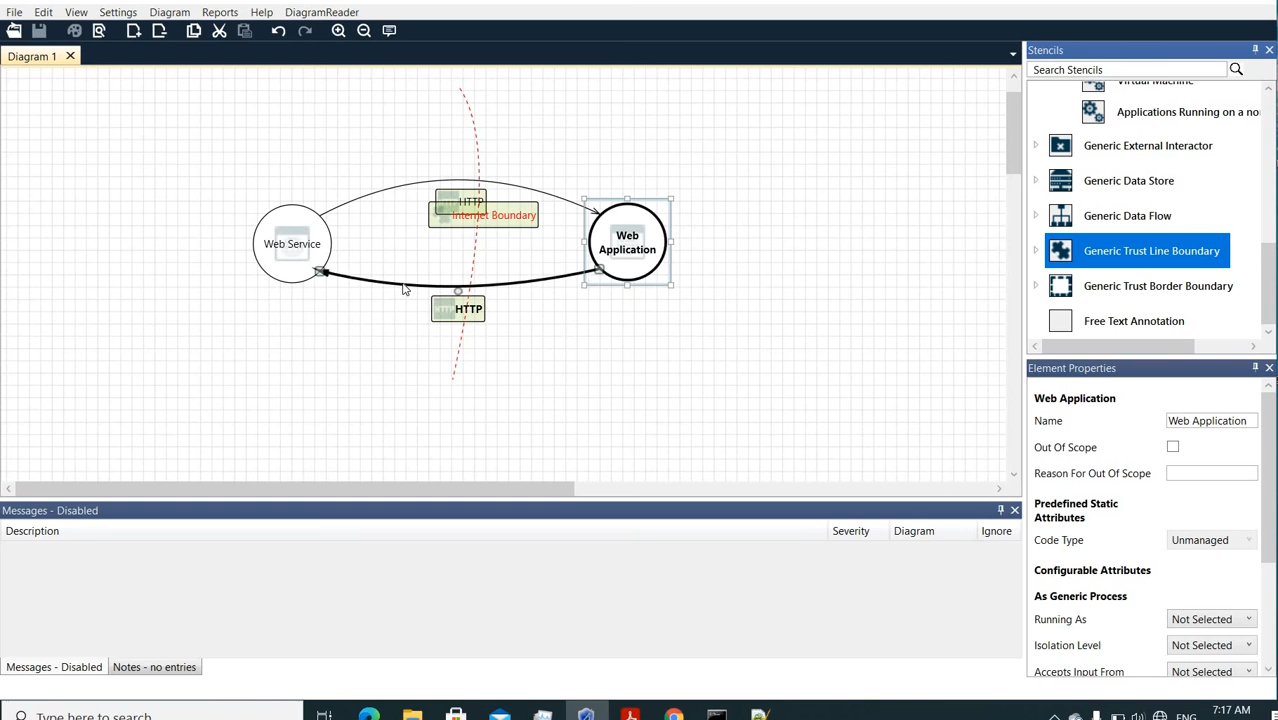 File Edit View Settings Diagram Reports Help DiagramReader
Diagram 1
Stencils
Search Stencils
Virtual Machine
Applications Running on a no
Generic External Interactor
Generic Data Store
Generic Data Flow
Generic Trust Line Boundary
Generic Trust Border Boundary
Free Text Annotation
HTTP
Internet Boundary
Web Service
Web
Application
HTTP
Element Properties
Web Application
Name Web Application
Out Of Scope
Reason For Out Of Scope
Predefined Static
Attributes
Code Type Unmanaged
Configurable Attributes
As Generic Process
Running As Not Selected
Isolation Level Not Selected
Accepts Input From Not Selected
Messages - Disabled
Description Severity Diagram Ignore
Messages - Disabled Notes - no entries
Type here to search
ENG
7:17 AM